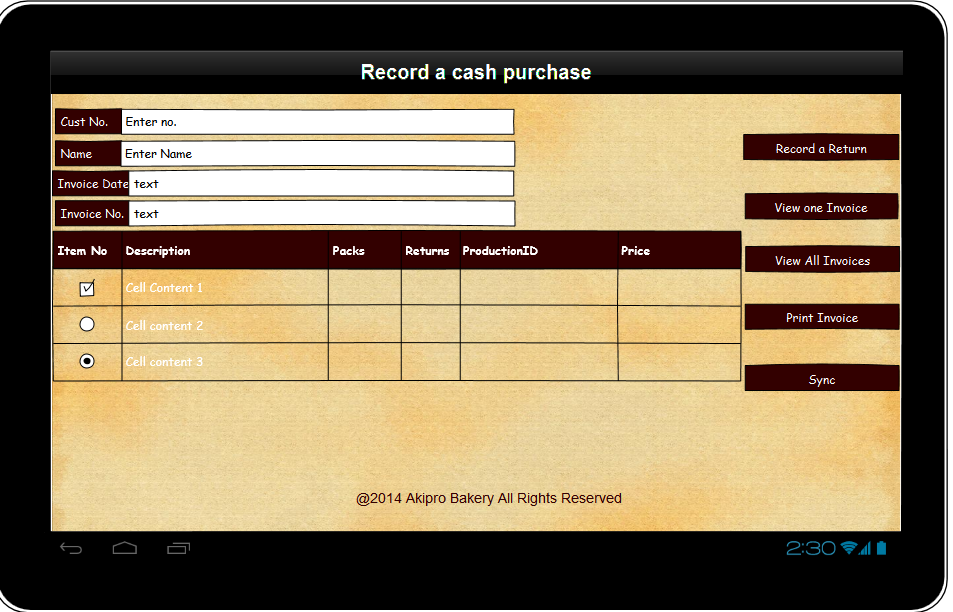 Record a cash purchase
Cust No. Enter no.
Name Enter Name
Invoice Date text
Invoice No. text
Record a Return
View one Invoice
View All Invoices
Print Invoice
Sync
Item No Description Packs Returns ProductionID Price
Cell Content 1
Cell content 2
Cell content 3
@2014 Akipro Bakery All Rights Reserved
2:30